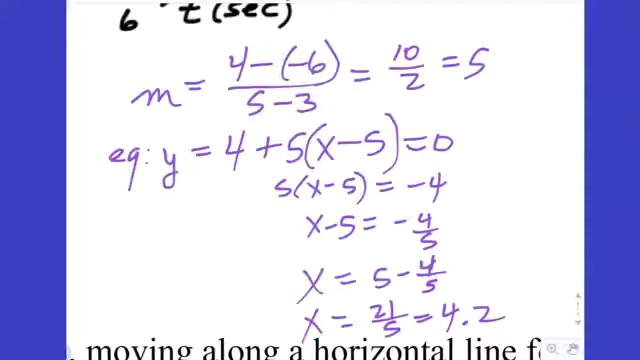 6 t(sec)
m = 4-(-6) / 5-3 = 10/2 = 5
eq: y = 4 + 5(x-5) = 0
5(x-5) = -4
x-5 = -4/5
x = 5 - 4/5
x = 21/5 = 4.2
, moving along a horizontal line fo